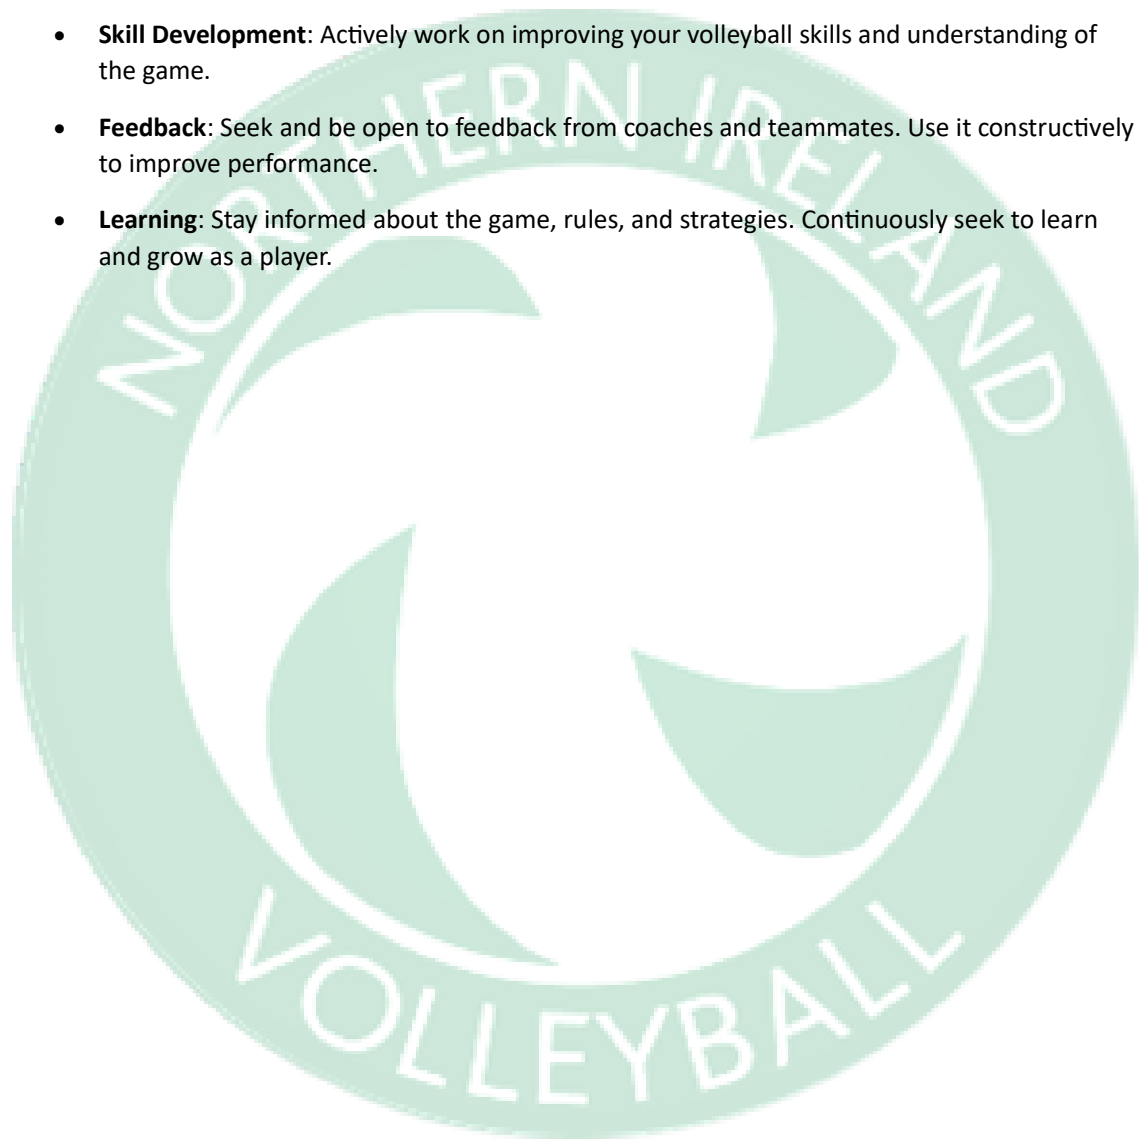 • Skill Development: Actively work on improving your volleyball skills and understanding of
the game.
• Feedback: Seek and be open to feedback from coaches and teammates. Use it constructively
to improve performance.
• Learning: Stay informed about the game, rules, and strategies. Continuously seek to learn
and grow as a player.
NORTHERN IRELAND
VOLLEYBALL